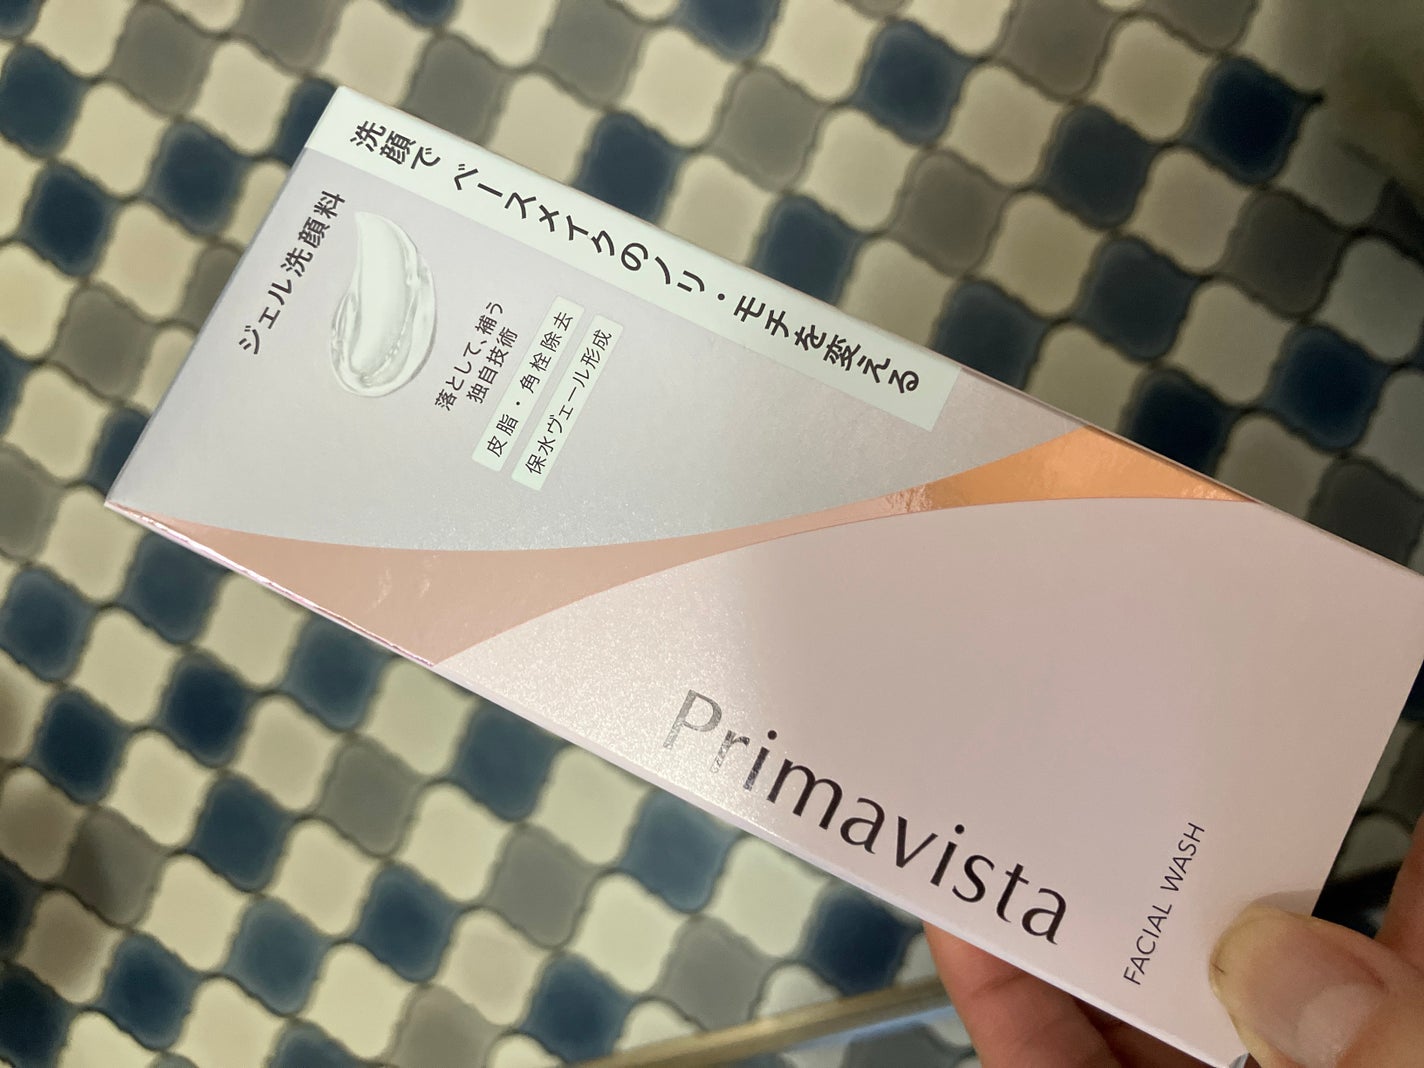 洗顔で ベースメイクのノリ・モチを変える
ジェル洗顔料
落として、補う
独自技術
皮脂・角栓除去
保水ヴェール形成
Primavista
FACIAL WASH